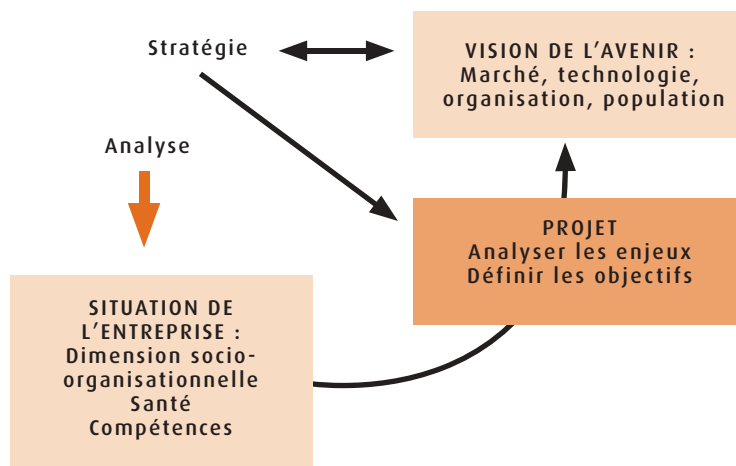 Stratégie
VISION DE L’AVENIR :
Marché, technologie,
organisation, population
Analyse
PROJET
Analyser les enjeux
Définir les objectifs
SITUATION DE
L’ENTREPRISE :
Dimension socio-
organisationnelle
Santé
Compétences